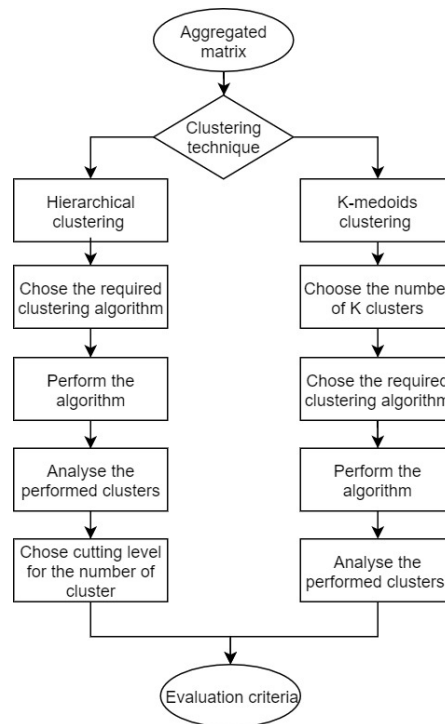 Aggregated
matrix
Clustering
technique
Hierarchical
clustering
Chose the required
clustering algorithm
Perform the
algorithm
Analyse the
performed clusters
Chose cutting level
for the number of
cluster
K-medoids
clustering
Choose the number
of K clusters
Chose the required
clustering algorithm
Perform the
algorithm
Analyse the
performed clusters
Evaluation criteria